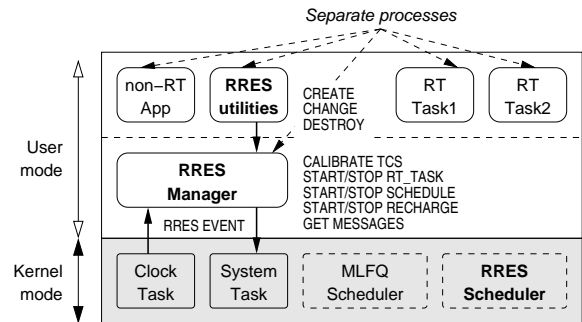 Separate processes
non-RT
App
RRES
utilities
RT
Task1
RT
Task2
CREATE
CHANGE
DESTROY
User
mode
RRES
Manager
CALIBRATE TCS
START/STOP RT_TASK
START/STOP SCHEDULE
START/STOP RECHARGE
GET MESSAGES
RRES EVENT
Kernel
mode
Clock
Task
System
Task
MLFQ
Scheduler
RRES
Scheduler